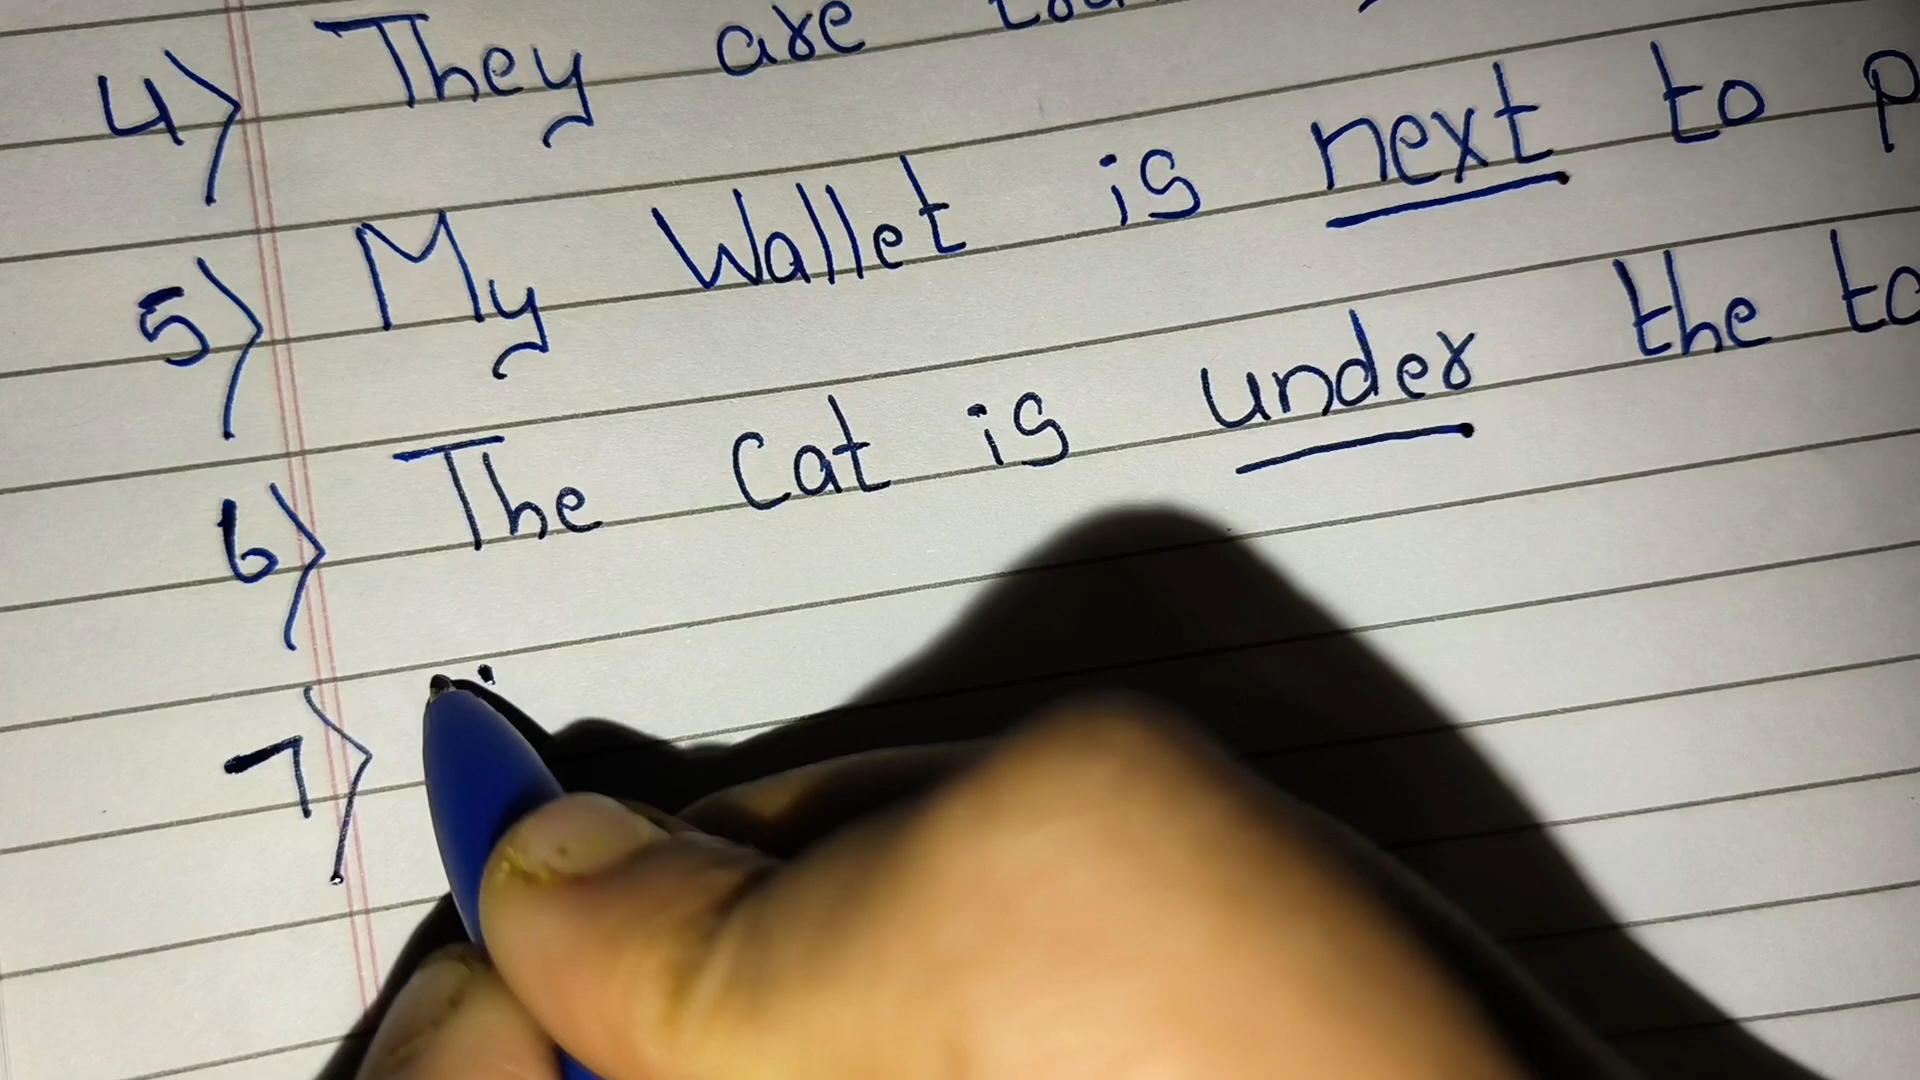 4) They are
5) My Wallet is next to
6) The Cat is under the
7)